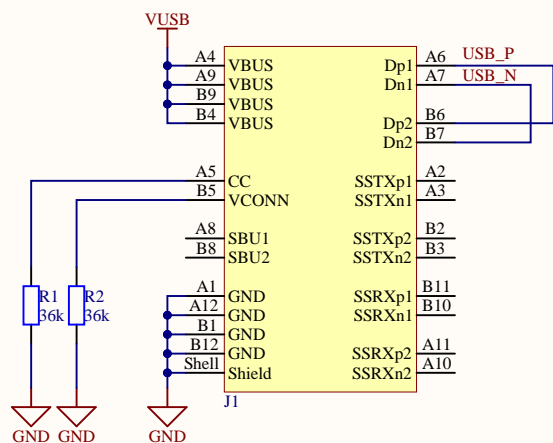 VUSB
A4 VBUS Dp1 A6 USB_P
A9 VBUS Dn1 A7 USB_N
B9 VBUS
B4 VBUS Dp2 B6
Dn2 B7
A5 CC SSTXp1 A2
B5 VCONN SSTXn1 A3
A8 SBU1 SSTXp2 B2
B8 SBU2 SSTXn2 B3
R1 R2 A1 GND SSRXp1 B11
36k 36k A12 GND SSRXn1 B10
B1 GND
B12 GND SSRXp2 A11
Shell Shield SSRXn2 A10
J1
GND GND GND